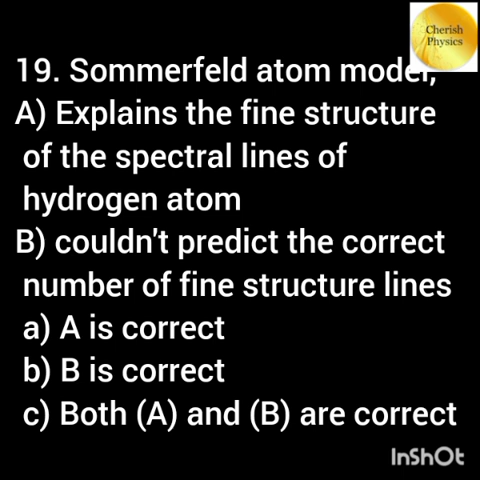 Cherish
Physics
19. Sommerfeld atom model,
A) Explains the fine structure
of the spectral lines of
hydrogen atom
B) couldn't predict the correct
number of fine structure lines
a) A is correct
b) B is correct
c) Both (A) and (B) are correct
InShOt